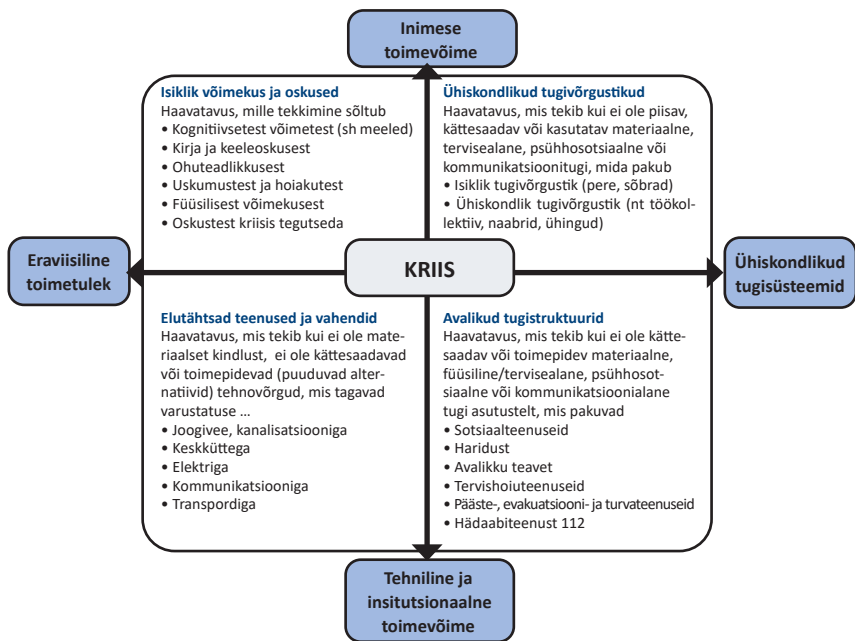 Inimese
toimevõime
Isiklik võimekus ja oskused
Haavatavus, mille tekkimine sõltub
• Kognitiivsetest võimetest (sh meeled)
• Kirja ja keeleoskusest
• Ohuteadlikkusest
• Uskumustest ja hoiakutest
• Füüsilisest võimekusest
• Oskustest kriisis tegutseda
Ühiskondlikud tugivõrgustikud
Haavatavus, mis tekib kui ei ole piisav,
kättesaadav või kasutatav materiaalne,
tervisealane, psühhosotsiaalne või
kommunikatsioonitugi, mida pakub
• Isiklik tugivõrgustik (pere, sõbrad)
• Ühiskondlik tugivõrgustik (nt töökol-
lektiiv, naabrid, ühingud)
Eraviisiline
toimetulek
KRIIS
Ühiskondlikud
tugisüsteemid
Elutähtsad teenused ja vahendid
Haavatavus, mis tekib kui ei ole mate-
riaalset kindlust, ei ole kättesaadavad
või toimepidevad (puuduvad alter-
natiivid) tehnovõrgud, mis tagavad
varustatuse ...
• Joogivee, kanalisatsiooniga
• Keskküttega
• Elektriga
• Kommunikatsiooniga
• Transpordiga
Avalikud tugistruktuurid
Haavatavus, mis tekib kui ei ole kätte-
saadav või toimepidev materiaalne,
füüsiline/tervisealane, psühhosot-
siaalne või kommunikatsioonialane
tugi asutustelt, mis pakuvad
• Sotsiaalteenuseid
• Haridust
• Avalikku teavet
• Tervishoiuteenuseid
• Pääste-, evakuatsiooni- ja turvateenuseid
• Hädaabiteenust 112
Tehniline ja
insitutsionaalne
toimevõime